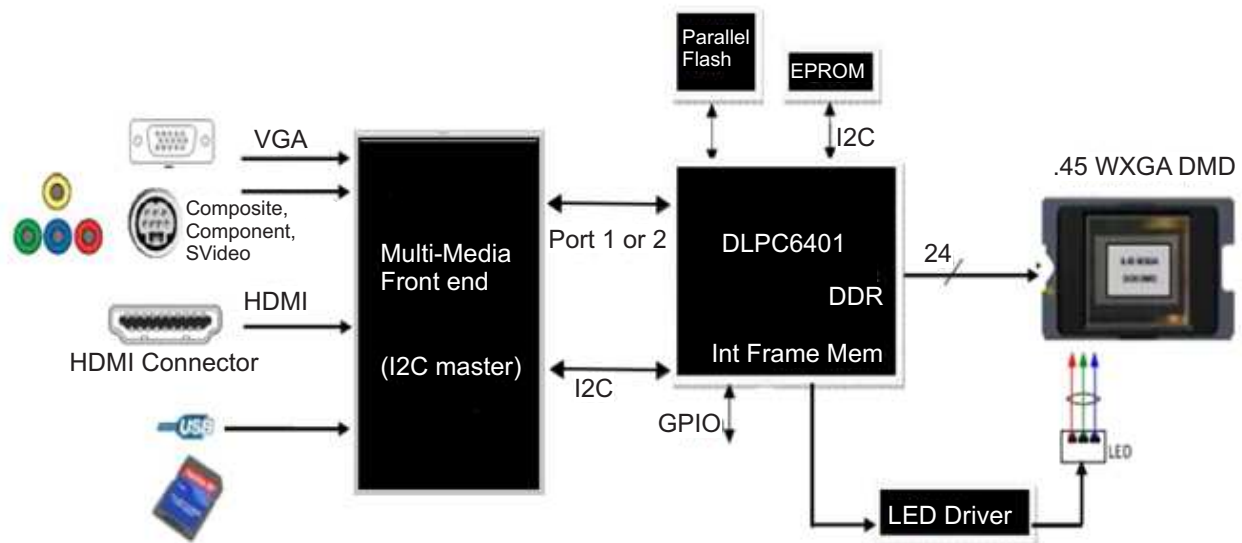 Parallel
Flash
EPROM
VGA
I2C
.45 WXGA DMD
Composite,
Component,
SVideo
Port 1 or 2
Multi-Media
Front end
DLPC6401
24
DDR
HDMI
HDMI Connector
(I2C master)
Int Frame Mem
I2C
GPIO
USB
LED
LED Driver